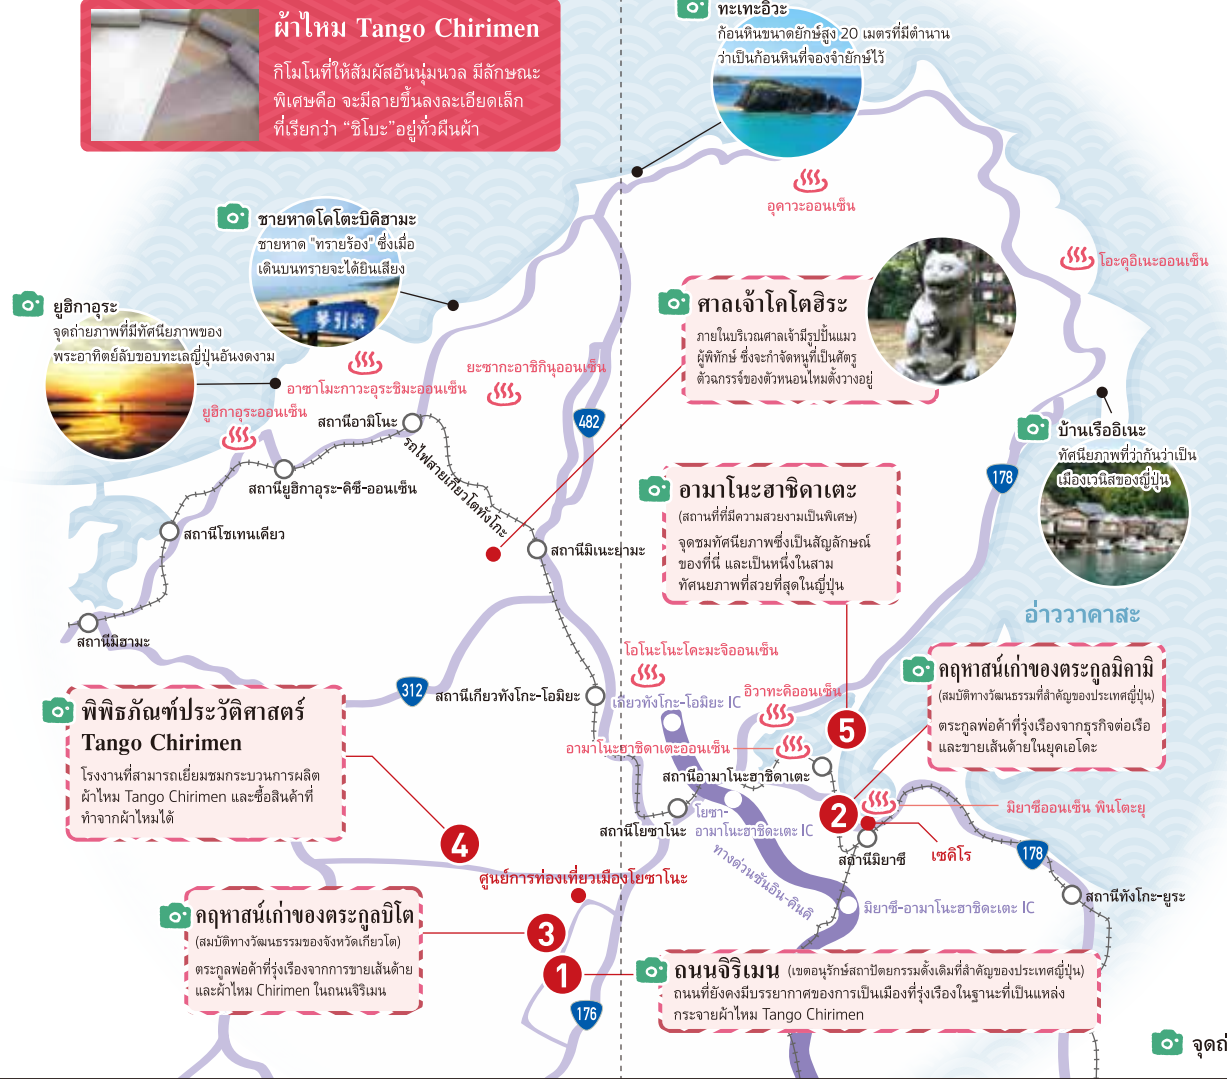 ผ้าไหม Tango Chirimen
กิโมโนที่ให้สัมผัสอันนุ่มนวล มีลักษณะ
พิเศษคือ จะมีลายขึ้นลงละเอียดเล็ก
ที่เรียกว่า “ชิโบะ”อยู่ทั่วผืนผ้า
ทะเทะอิวะ
ก้อนหินขนาดยักษ์สูง 20 เมตรที่มีตำนาน
ว่าเป็นก้อนหินที่จองจำยักษ์ไว้
อุคาวะออนเซ็น
โอะคุอิเนะออนเซ็น
ชายหาดโคโตะบิคิฮามะ
ชายหาด "ทรายร้อง" ซึ่งเมื่อ
เดินบนทรายจะได้ยินเสียง
琴引浜
ยูฮิกาอุระ
จุดถ่ายภาพที่มีทัศนียภาพของ
พระอาทิตย์ลับขอบทะเลญี่ปุ่นอันงดงาม
ศาลเจ้าโคโตฮิระ
ภายในบริเวณศาลเจ้ามีรูปปั้นแมว
ผู้พิทักษ์ ซึ่งจะกำจัดหนูที่เป็นศัตรู
ตัวฉกรรจ์ของตัวหนอนไหมตั้งวางอยู่
ยะซากะอาชิกินุออนเซ็น
อาซาโมะกาวะอุระชิมะออนเซ็น
ยูฮิกาอุระออนเซ็น
สถานีอามิโนะ
482
รถไฟสายเกียวโตทังโกะ
สถานียูฮิกาอุระ-คิซึ-ออนเซ็น
สถานีโชเทนเคียว
สถานีมิเนะยามะ
บ้านเรืออิเนะ
ทัศนียภาพที่ว่ากันว่าเป็น
เมืองเวนิสของญี่ปุ่น
178
อามาโนะฮาชิดาเตะ
(สถานที่ที่มีความสวยงามเป็นพิเศษ)
จุดชมทัศนียภาพซึ่งเป็นสัญลักษณ์
ของที่นี่ และเป็นหนึ่งในสาม
ทัศนยภาพที่สวยที่สุดในญี่ปุ่น
อ่าววาคาสะ
สถานีมิฮามะ
โอโนะโนะโคะมะจิออนเซ็น
312
สถานีเกียวทังโกะ-โอมิยะ
เกียวทังโกะ-โอมิยะ IC
อิวาทะคิออนเซ็น
คฤหาสน์เก่าของตระกูลมิคามิ
(สมบัติทางวัฒนธรรมที่สำคัญของประเทศญี่ปุ่น)
ตระกูลพ่อค้าที่รุ่งเรืองจากธุรกิจต่อเรือ
และขายเส้นด้ายในยุคเอโดะ
พิพิธภัณฑ์ประวัติศาสตร์
Tango Chirimen
โรงงานที่สามารถเยี่ยมชมกระบวนการผลิต
ผ้าไหม Tango Chirimen และซื้อสินค้าที่
ทำจากผ้าไหมได้
5
อามาโนะฮาชิดาเตะออนเซ็น
สถานีอามาโนะฮาชิดาเตะ
สถานีโยซาโนะ
โยซา-
อามาโนะฮาชิดะเตะ IC
2
มิยาซึออนเซ็น พินโตะยุ
สถานีมิยาซึ
เซคิโร
178
4
ทางด่วนซันอิน-คินคิ
ศูนย์การท่องเที่ยวเมืองโยซาโนะ
สถานีทังโกะ-ยูระ
มิยาซึ-อามาโนะฮาชิดะเตะ IC
คฤหาสน์เก่าของตระกูลบิโต
(สมบัติทางวัฒนธรรมของจังหวัดเกียวโต)
ตระกูลพ่อค้าที่รุ่งเรืองจากการขายเส้นด้าย
และผ้าไหม Chirimen ในถนนจิริเมน
3
1
176
ถนนจิริเมน (เขตอนุรักษ์สถาปัตยกรรมดั้งเดิมที่สำคัญของประเทศญี่ปุ่น)
ถนนที่ยังคงมีบรรยากาศของการเป็นเมืองที่รุ่งเรืองในฐานะที่เป็นแหล่ง
กระจายผ้าไหม Tango Chirimen
จุดถ่